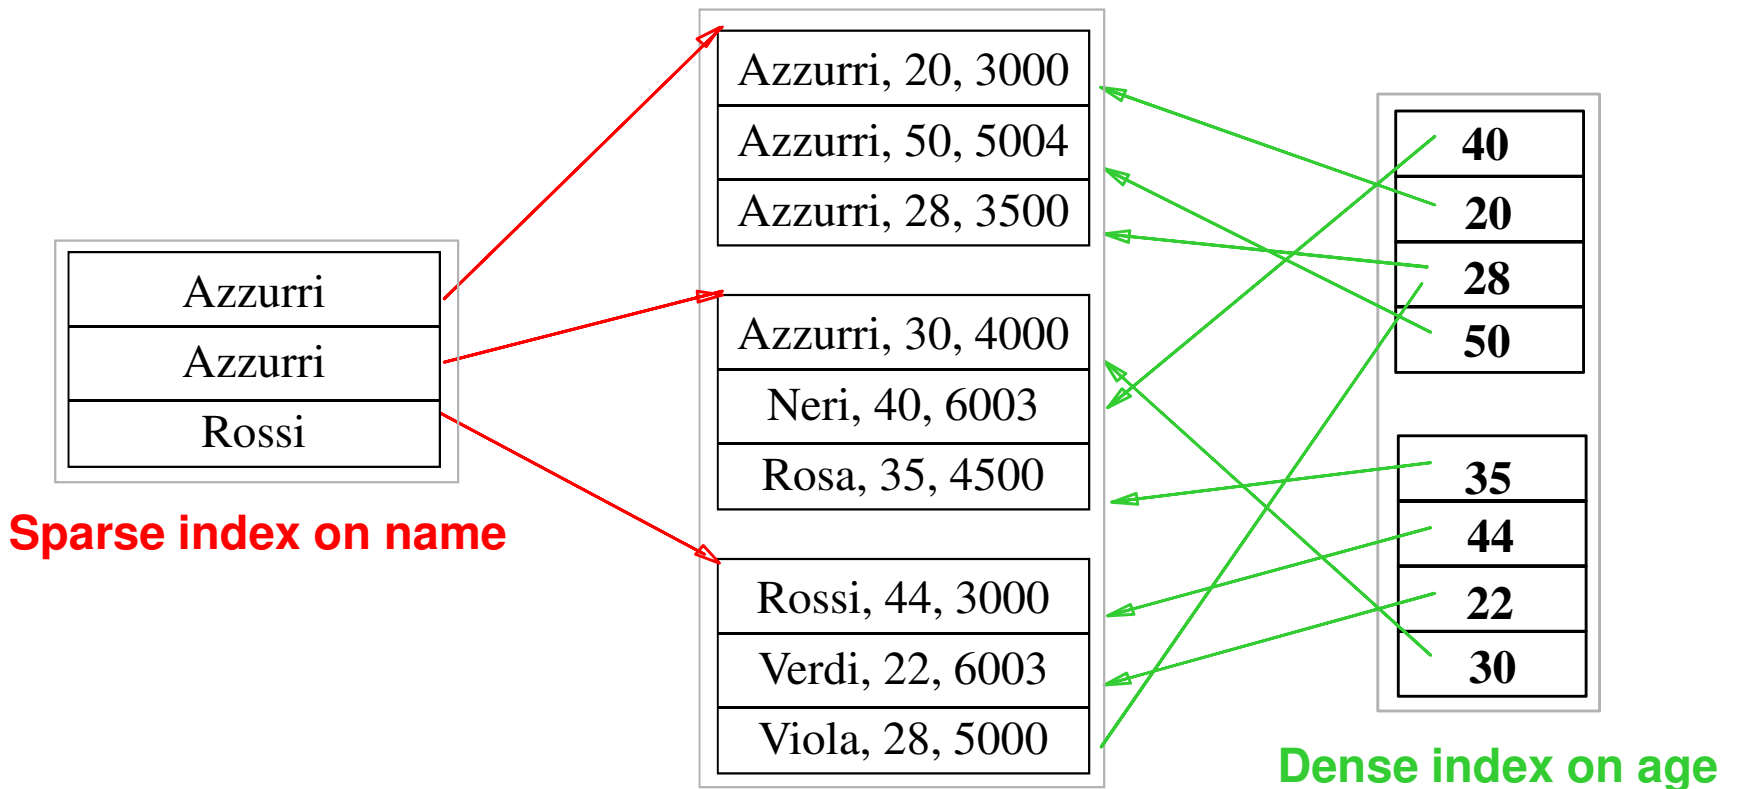 Azzurri
Azzurri
Rossi
Sparse index on name
Azzurri, 20, 3000
Azzurri, 50, 5004
Azzurri, 28, 3500
Azzurri, 30, 4000
Neri, 40, 6003
Rosa, 35, 4500
Rossi, 44, 3000
Verdi, 22, 6003
Viola, 28, 5000
40
20
28
50
35
44
22
30
Dense index on age